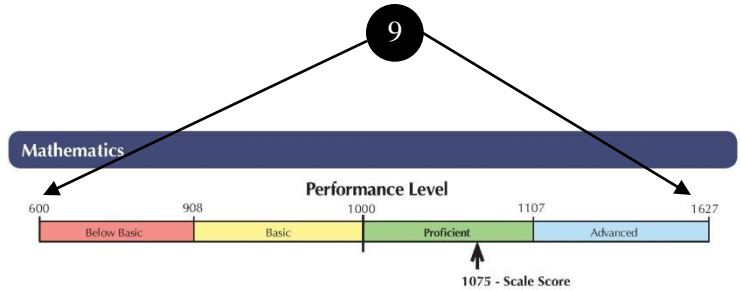 9
Mathematics
Performance Level
600 908 1000 1107 1627
Below Basic Basic Proficient Advanced
1075 - Scale Score